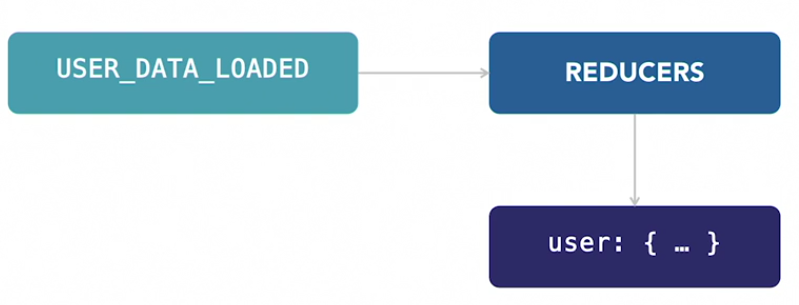 USER_DATA_LOADED
REDUCERS
user: { … }